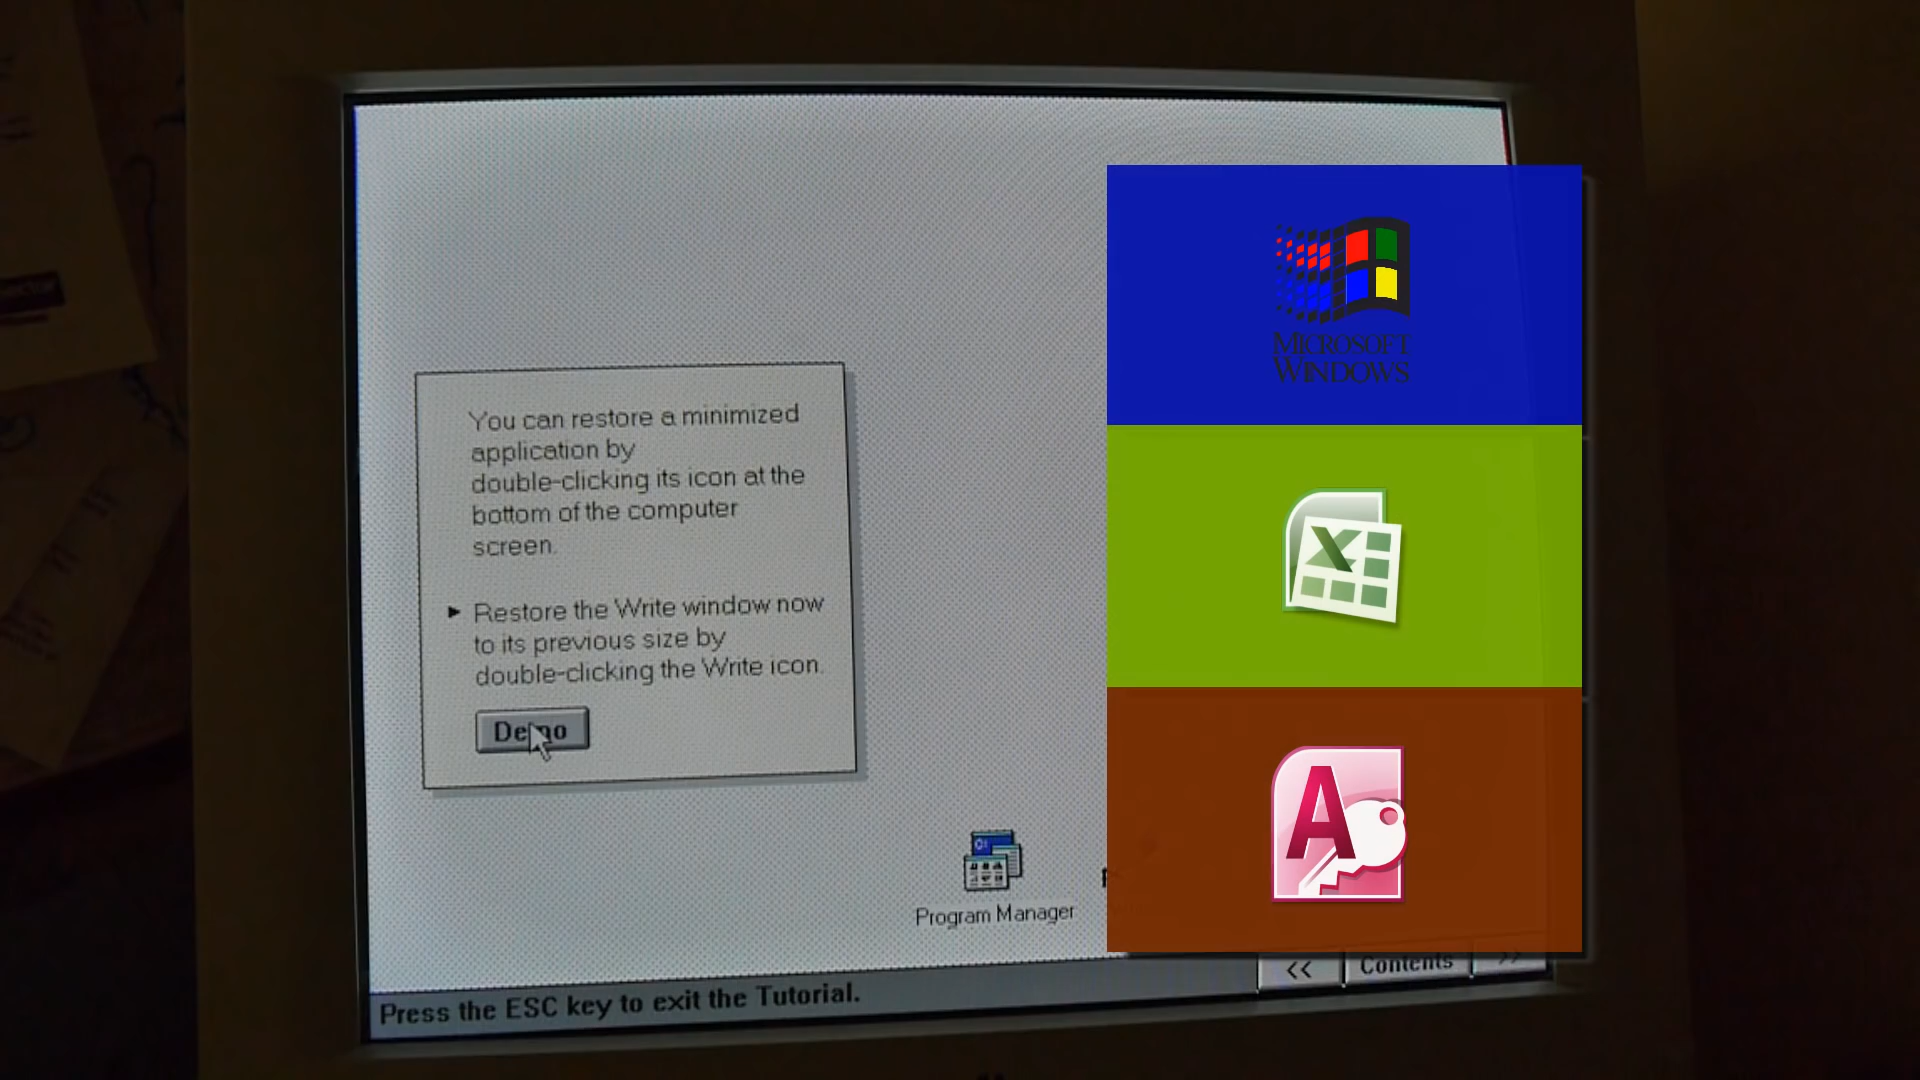 You can restore a minimized
application by
double-clicking its icon at the
bottom of the computer
screen.
Restore the Write window now
to its previous size by
double-clicking the Write icon.
Demo
Program Manager
MICROSOFT
WINDOWS
X
A
<< Contents >>
Press the ESC key to exit the Tutorial.